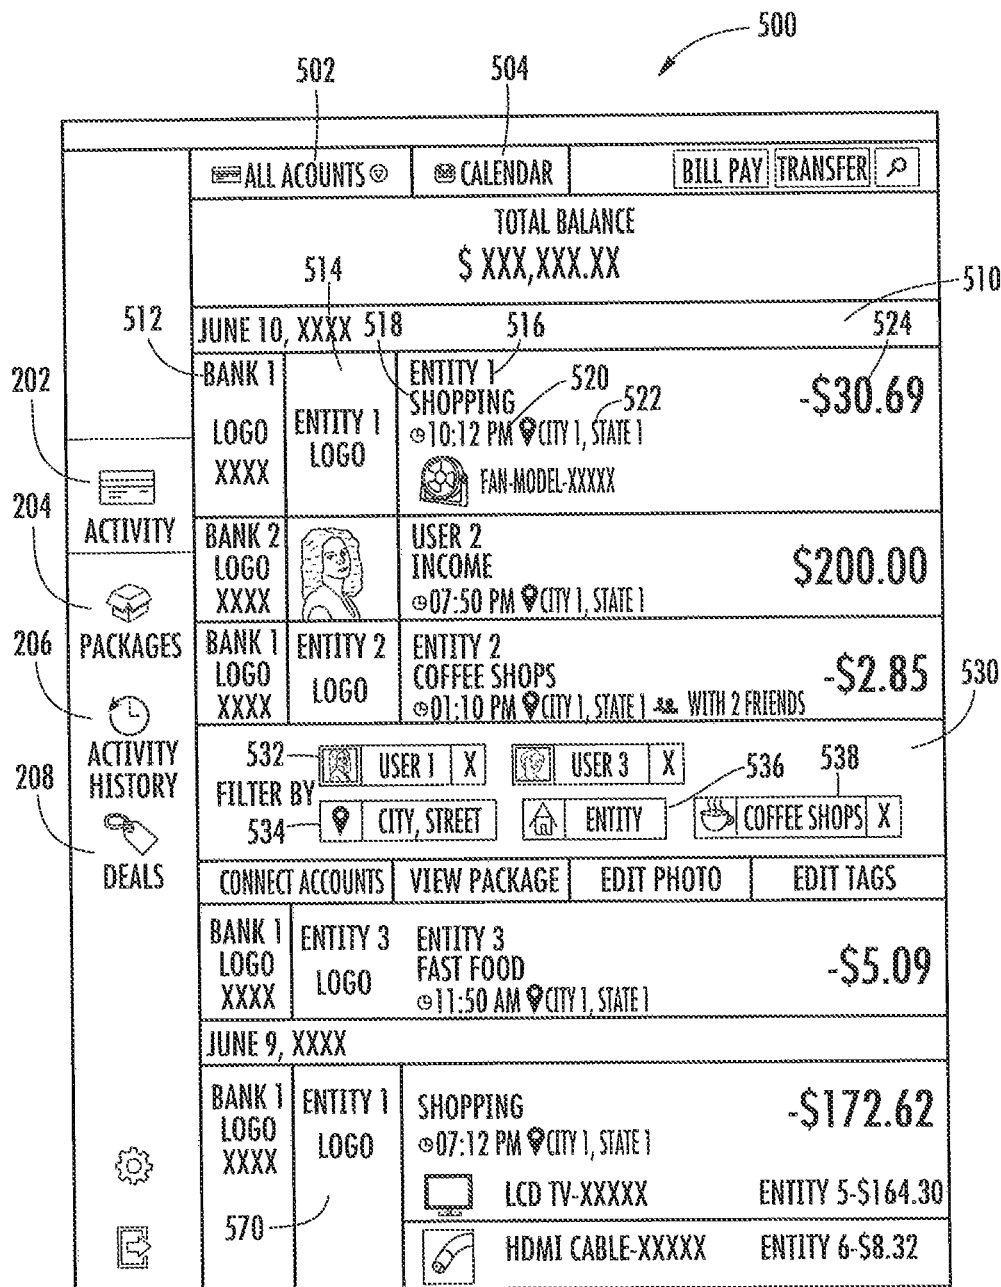 500
502
504
ALL ACOUNTS
CALENDAR
BILL PAY
TRANSFER
TOTAL BALANCE
$ XXX,XXX.XX
510
514
JUNE 10, XXXX
512
518
516
524
BANK 1
LOGO
XXXX
ENTITY 1
LOGO
ENTITY 1
SHOPPING
520
522
10:12 PM CITY 1, STATE 1
FAN-MODEL-XXXXX
-$30.69
202
ACTIVITY
204
PACKAGES
206
ACTIVITY
HISTORY
208
DEALS
BANK 2
LOGO
XXXX
USER 2
INCOME
07:50 PM CITY 1, STATE 1
$200.00
BANK 1
LOGO
XXXX
ENTITY 2
LOGO
ENTITY 2
COFFEE SHOPS
01:10 PM CITY 1, STATE 1 WITH 2 FRIENDS
-$2.85
530
532
FILTER BY
534
USER 1 X
USER 3 X
536
538
CITY, STREET
ENTITY
COFFEE SHOPS X
CONNECT ACCOUNTS
VIEW PACKAGE
EDIT PHOTO
EDIT TAGS
BANK 1
LOGO
XXXX
ENTITY 3
LOGO
ENTITY 3
FAST FOOD
11:50 AM CITY 1, STATE 1
-$5.09
JUNE 9, XXXX
BANK 1
LOGO
XXXX
ENTITY 1
LOGO
570
SHOPPING
07:12 PM CITY 1, STATE 1
-$172.62
LCD TV-XXXXX ENTITY 5-$164.30
HDMI CABLE-XXXXX ENTITY 6-$8.32